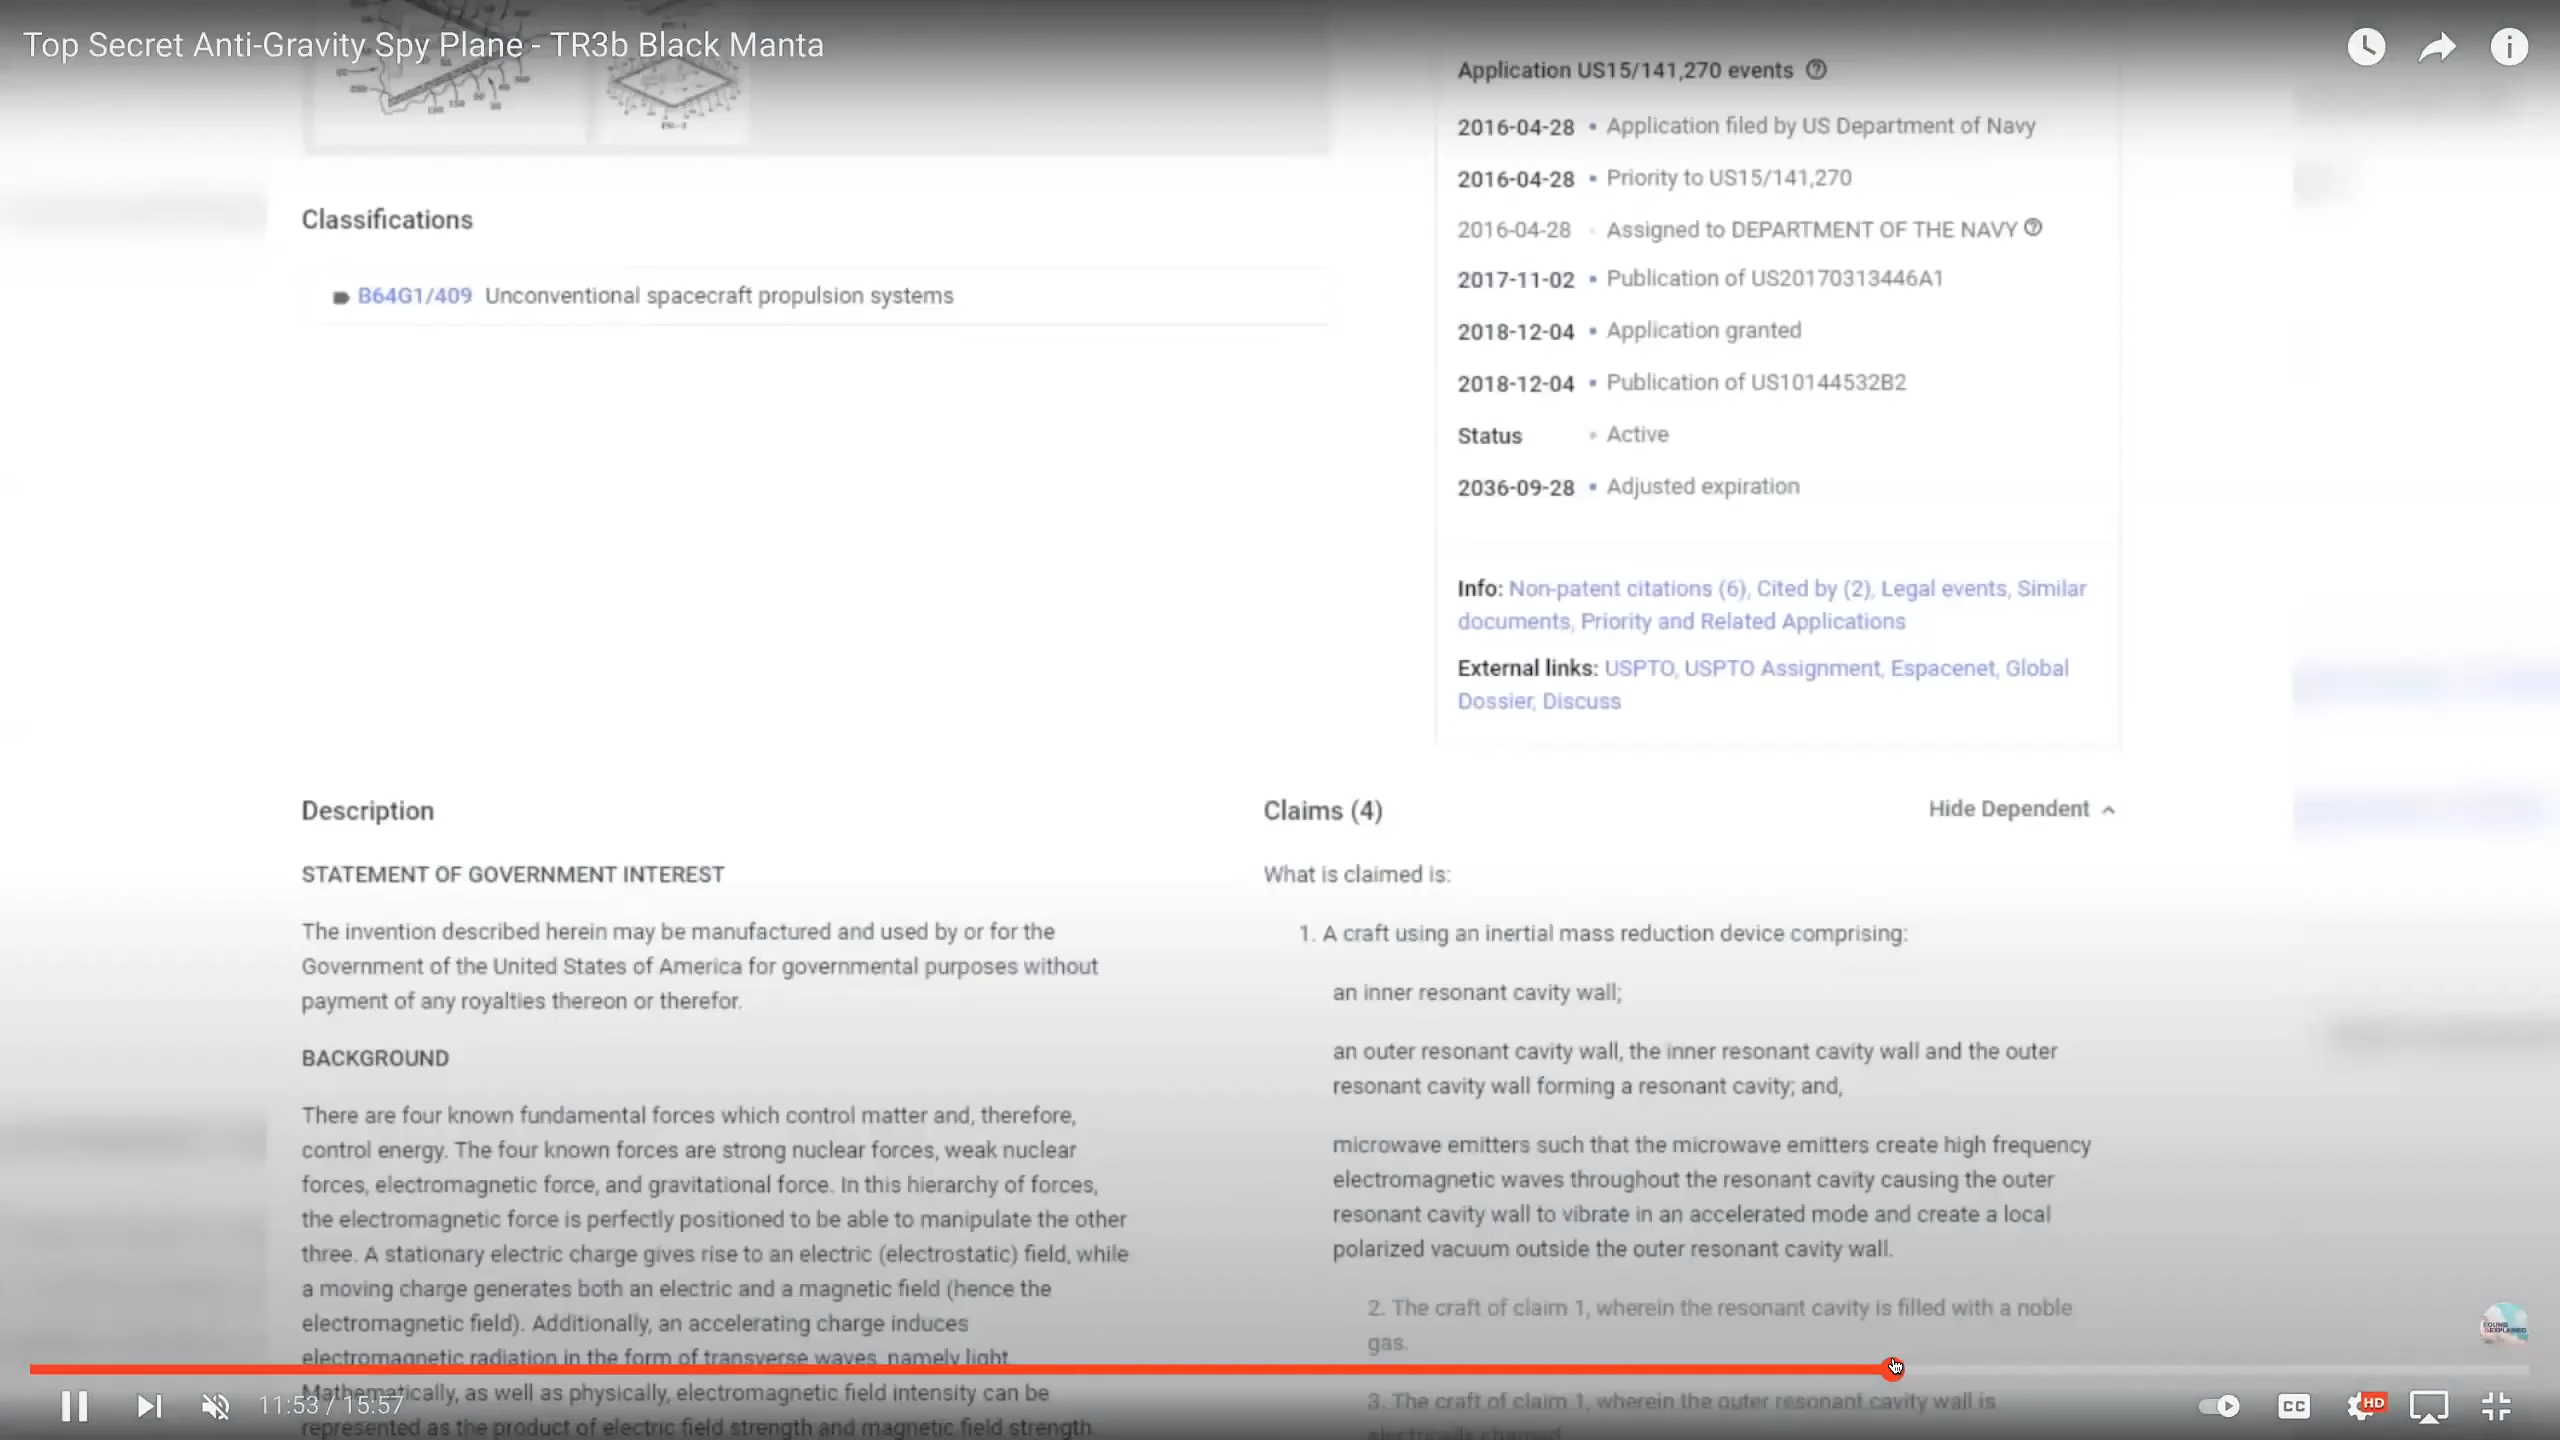 Top Secret Anti-Gravity Spy Plane - TR3b Black Manta
Application US15/141,270 events
2016-04-28 • Application filed by US Department of Navy
2016-04-28 • Priority to US15/141,270
2016-04-28 • Assigned to DEPARTMENT OF THE NAVY
2017-11-02 • Publication of US20170313446A1
2018-12-04 • Application granted
2018-12-04 • Publication of US10144532B2
Status • Active
2036-09-28 • Adjusted expiration
Info: Non-patent citations (6), Cited by (2), Legal events, Similar
documents, Priority and Related Applications
External links: USPTO, USPTO Assignment, Espacenet, Global
Dossier, Discuss
Classifications
B64G1/409 Unconventional spacecraft propulsion systems
Description
STATEMENT OF GOVERNMENT INTEREST
The invention described herein may be manufactured and used by or for the
Government of the United States of America for governmental purposes without
payment of any royalties thereon or therefor.
BACKGROUND
There are four known fundamental forces which control matter and, therefore,
control energy. The four known forces are strong nuclear forces, weak nuclear
forces, electromagnetic force, and gravitational force. In this hierarchy of forces,
the electromagnetic force is perfectly positioned to be able to manipulate the other
three. A stationary electric charge gives rise to an electric (electrostatic) field, while
a moving charge generates both an electric and a magnetic field (hence the
electromagnetic field). Additionally, an accelerating charge induces
electromagnetic radiation in the form of transverse waves, namely light.
Mathematically, as well as physically, electromagnetic field intensity can be
represented as the product of electric field strength and magnetic field strength
Claims (4)
Hide Dependent
What is claimed is:
1. A craft using an inertial mass reduction device comprising:
an inner resonant cavity wall;
an outer resonant cavity wall, the inner resonant cavity wall and the outer
resonant cavity wall forming a resonant cavity; and,
microwave emitters such that the microwave emitters create high frequency
electromagnetic waves throughout the resonant cavity causing the outer
resonant cavity wall to vibrate in an accelerated mode and create a local
polarized vacuum outside the outer resonant cavity wall.
2. The craft of claim 1, wherein the resonant cavity is filled with a noble
gas.
3. The craft of claim 1, wherein the outer resonant cavity wall is
electrically charged.
11:53 / 15:57
CC
HD